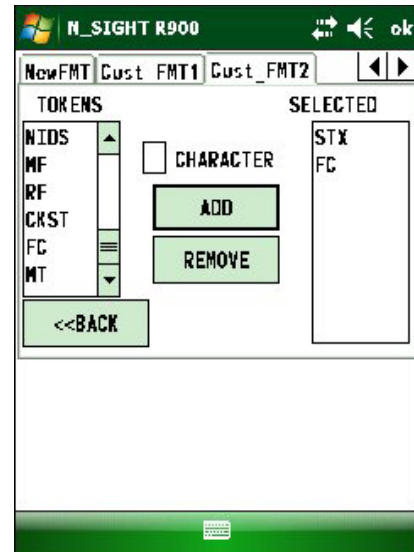 N_SIGHT R900 ok
NewFMT Cust FMT1 Cust_FMT2
TOKENS SELECTED
NIDS
MF
RF
CKST
FC
MT
CHARACTER
ADD
REMOVE
STX
FC
<<BACK